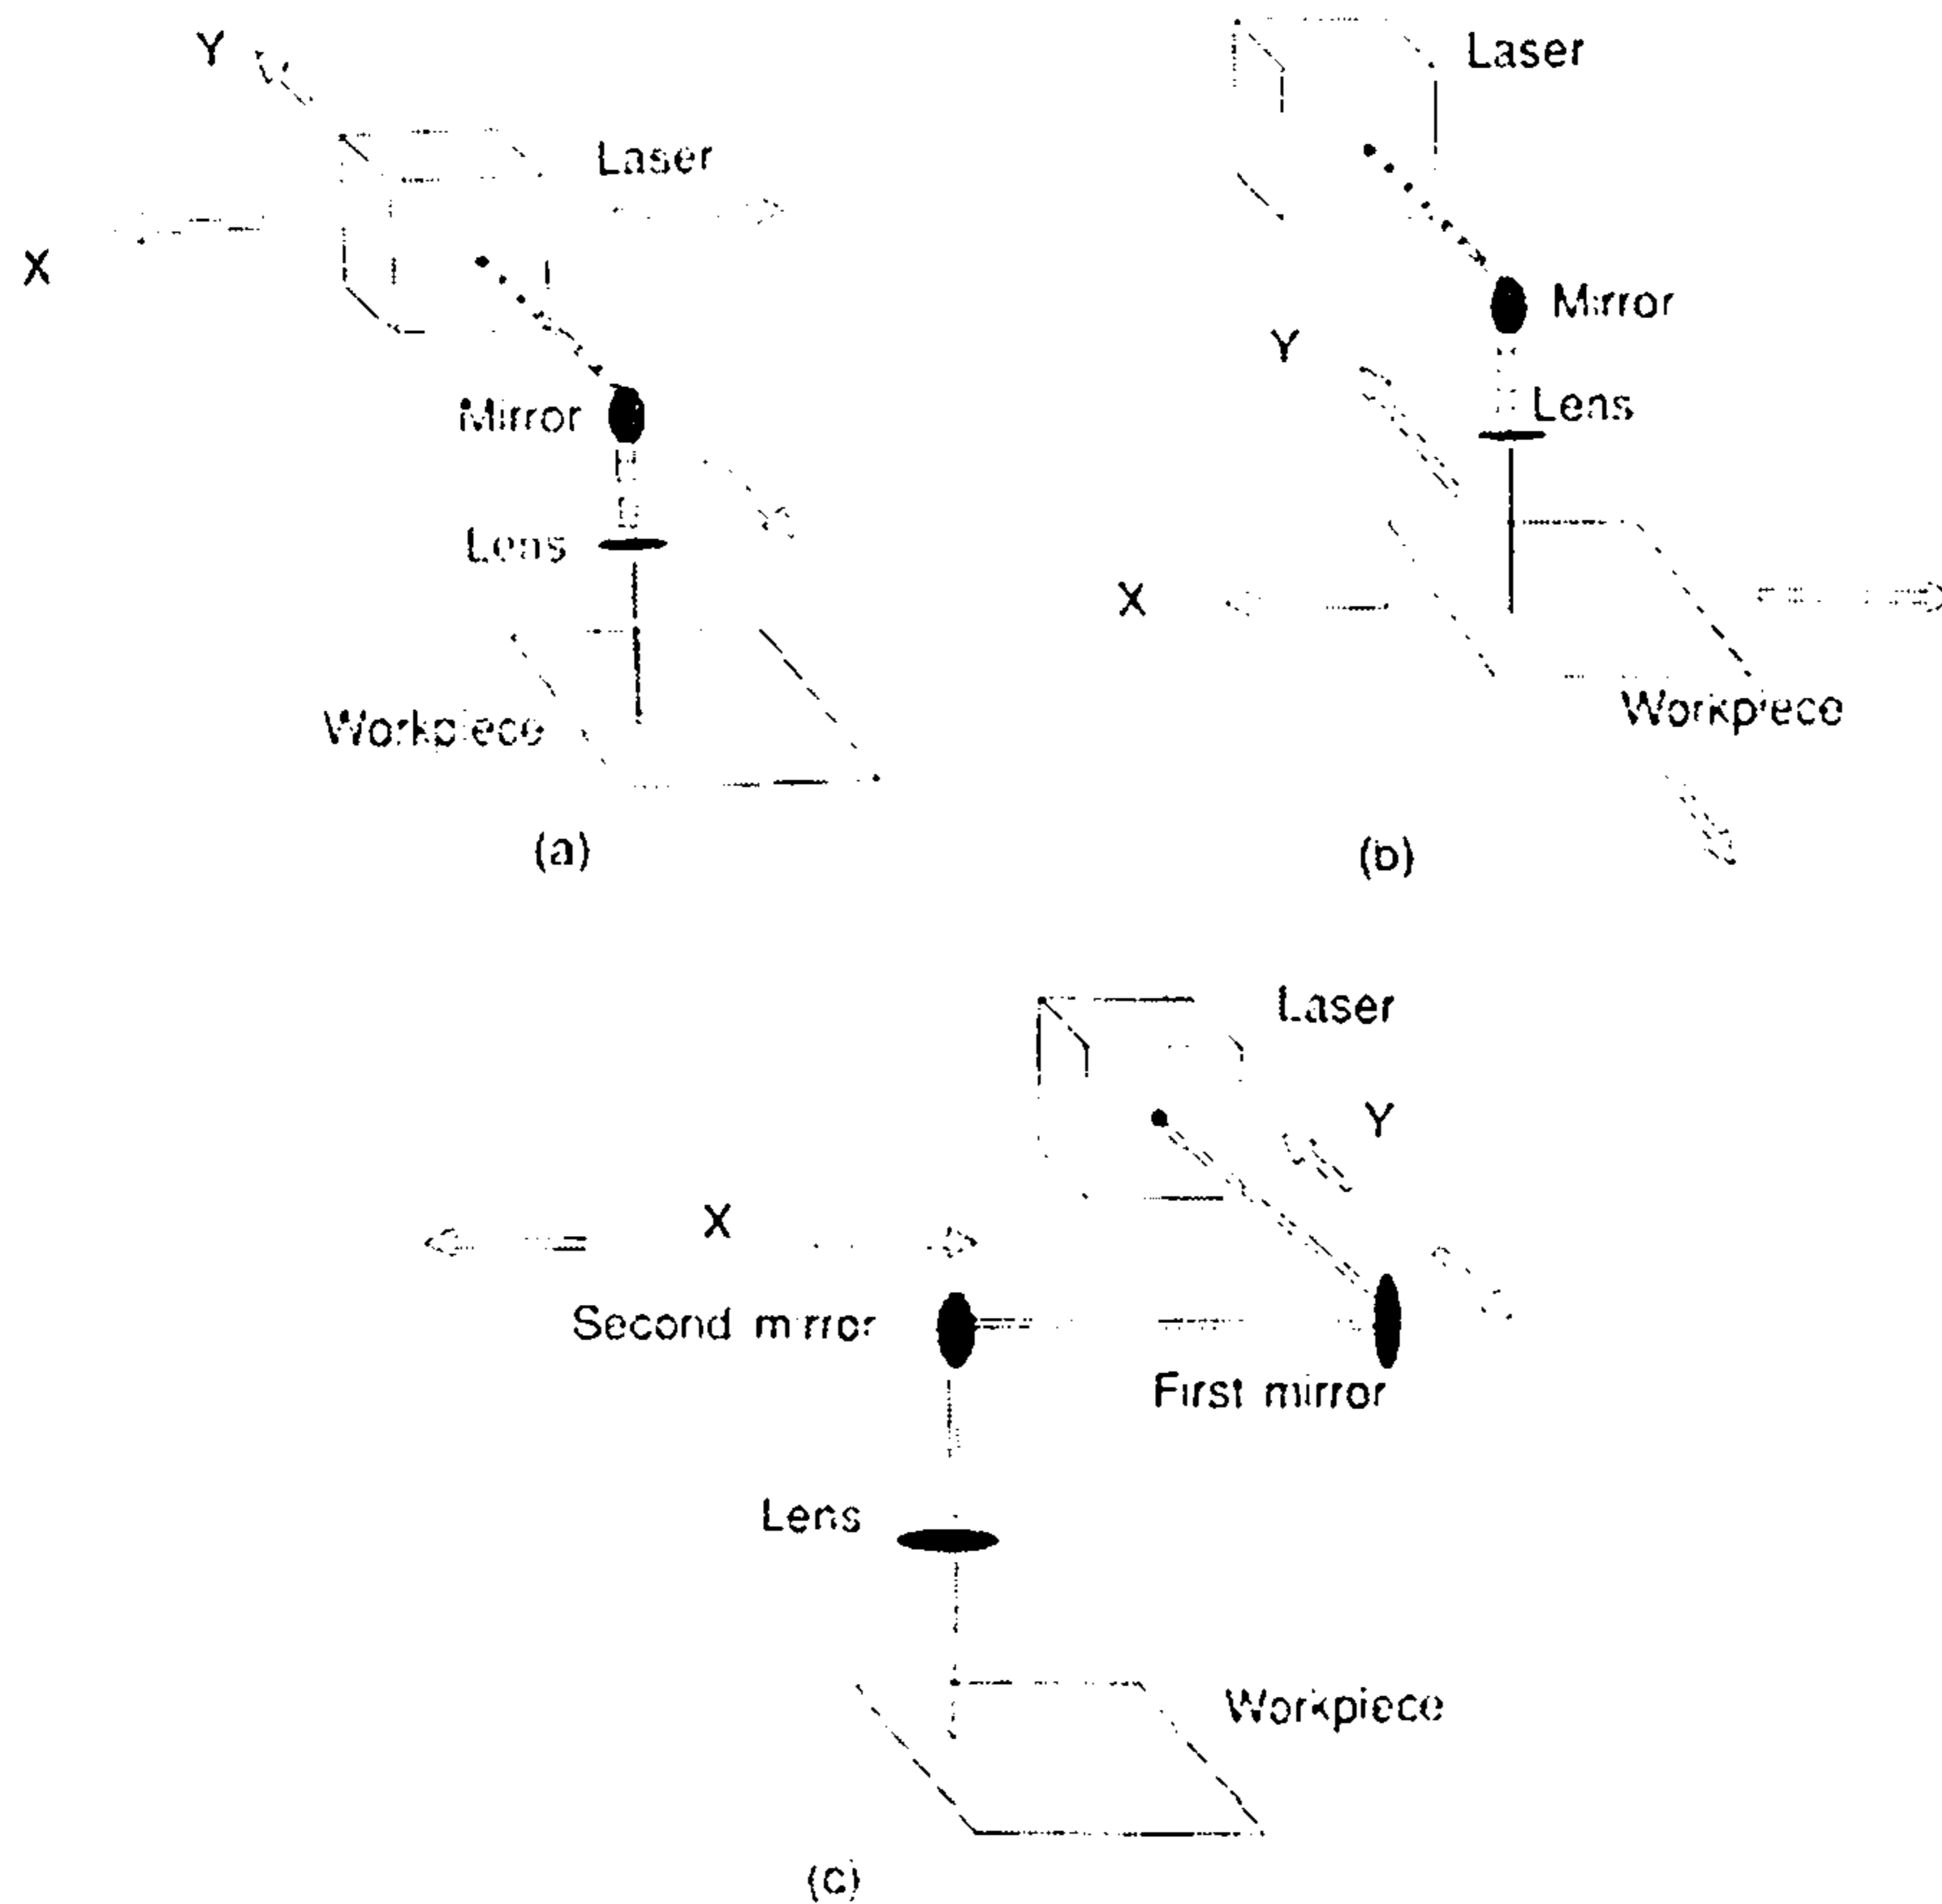 Y
Laser
X
Mirror
Lens
Workpiece
(a)
Laser
Mirror
Y
Lens
X
Workpiece
(b)
Laser
Y
X
Second mirror
First mirror
Lens
Workpiece
(c)